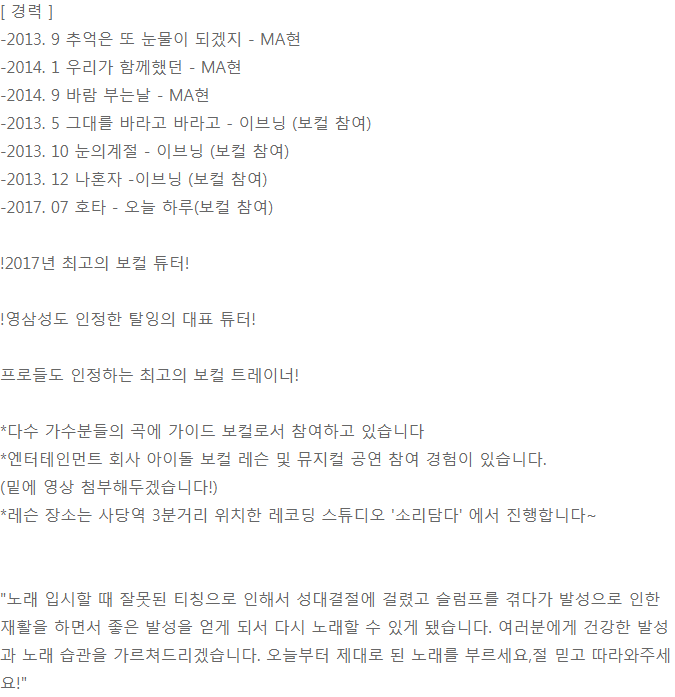 [ 경력 ]
-2013. 9 추억은 또 눈물이 되겠지 - MA현
-2014. 1 우리가 함께했던 - MA현
-2014. 9 바람 부는날 - MA현
-2013. 5 그대를 바라고 바라고 - 이브닝 (보컬 참여)
-2013. 10 눈의계절 - 이브닝 (보컬 참여)
-2013. 12 나혼자 -이브닝 (보컬 참여)
-2017. 07 호타 - 오늘 하루(보컬 참여)
!2017년 최고의 보컬 튜터!
!영삼성도 인정한 탈잉의 대표 튜터!
프로들도 인정하는 최고의 보컬 트레이너!
*다수 가수분들의 곡에 가이드 보컬로서 참여하고 있습니다
*엔터테인먼트 회사 아이돌 보컬 레슨 및 뮤지컬 공연 참여 경험이 있습니다.
(밑에 영상 첨부해두겠습니다!)
*레슨 장소는 사당역 3분거리 위치한 레코딩 스튜디오 '소리담다' 에서 진행합니다~
"노래 입시할 때 잘못된 티칭으로 인해서 성대결절에 걸렸고 슬럼프를 겪다가 발성으로 인한
재활을 하면서 좋은 발성을 얻게 되서 다시 노래할 수 있게 됐습니다. 여러분에게 건강한 발성
과 노래 습관을 가르쳐드리겠습니다. 오늘부터 제대로 된 노래를 부르세요,절 믿고 따라와주세
요!"